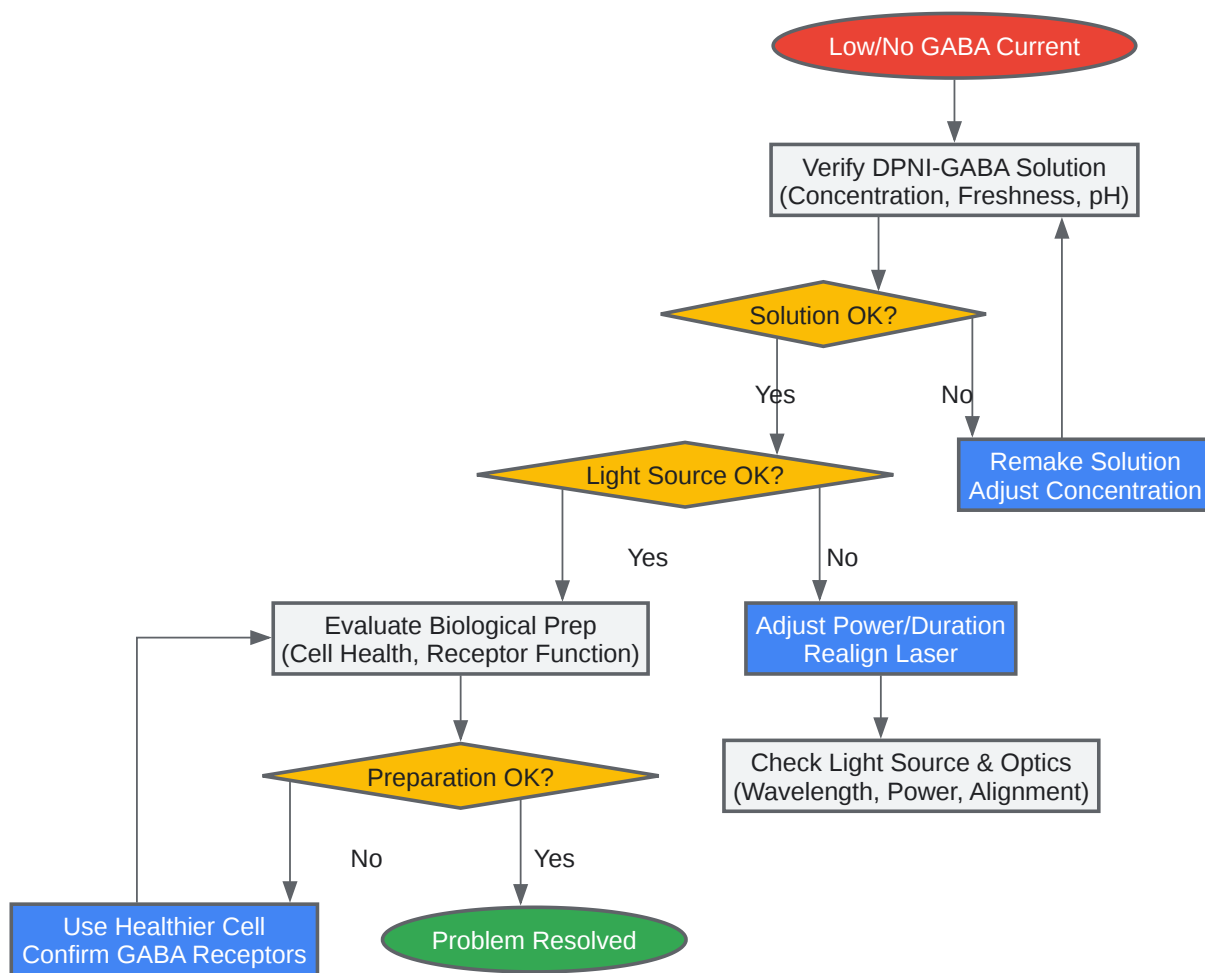 Low/No GABA Current
Verify DPNI-GABA Solution
(Concentration, Freshness, pH)
Solution OK?
Yes
No
Light Source OK?
Remake Solution
Adjust Concentration
Yes
No
Evaluate Biological Prep
(Cell Health, Receptor Function)
Adjust Power/Duration
Realign Laser
Preparation OK?
Check Light Source & Optics
(Wavelength, Power, Alignment)
No
Yes
Use Healthier Cell
Confirm GABA Receptors
Problem Resolved